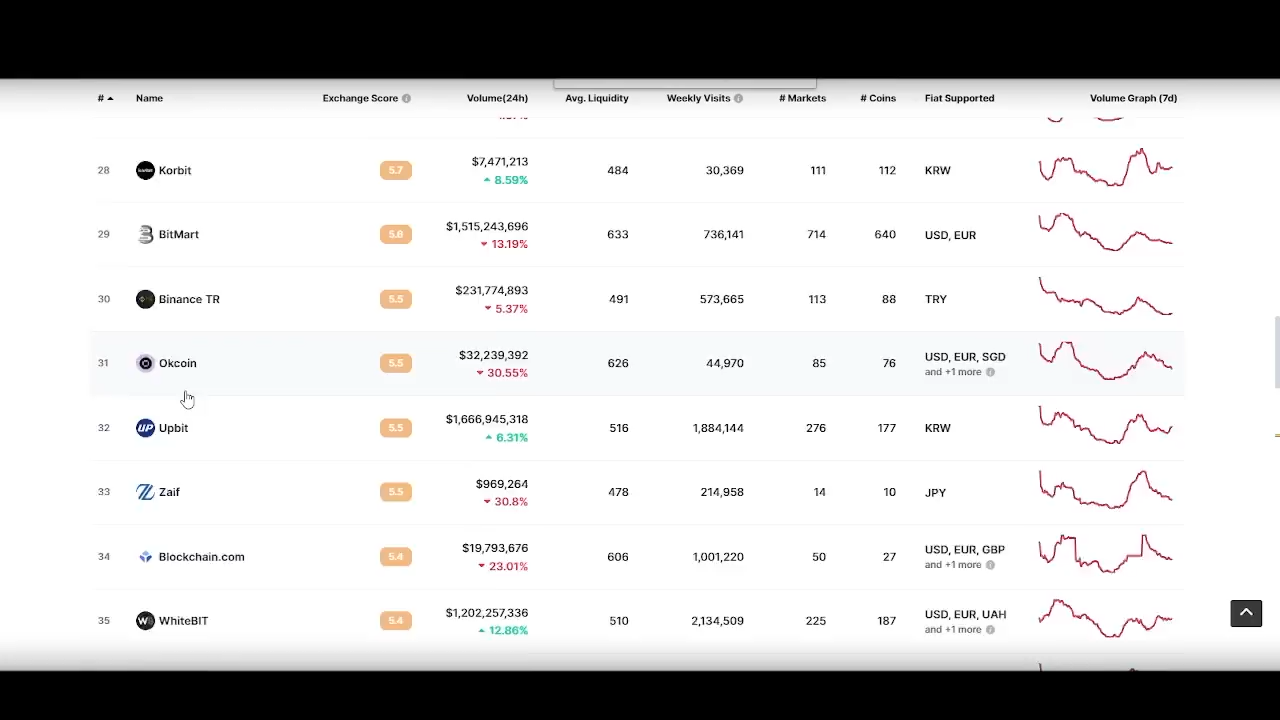 # Name Exchange Score Volume(24h) Avg. Liquidity Weekly Visits # Markets # Coins Fiat Supported Volume Graph (7d)
28 Korbit 5.7 $7,471,213 484 30,369 111 112 KRW
8.59%
29 BitMart 5.6 $1,515,243,696 633 736,141 714 640 USD, EUR
13.19%
30 Binance TR 5.5 $231,774,893 491 573,665 113 88 TRY
5.37%
31 Okcoin 5.5 $32,239,392 626 44,970 85 76 USD, EUR, SGD
30.55% and +1 more
32 UP Upbit 5.5 $1,666,945,318 516 1,884,144 276 177 KRW
6.31%
33 Zaif 5.5 $969,264 478 214,958 14 10 JPY
30.8%
34 Blockchain.com 5.4 $19,793,676 606 1,001,220 50 27 USD, EUR, GBP
23.01% and +1 more
35 WhiteBIT 5.4 $1,202,257,336 510 2,134,509 225 187 USD, EUR, UAH
12.86% and +1 more